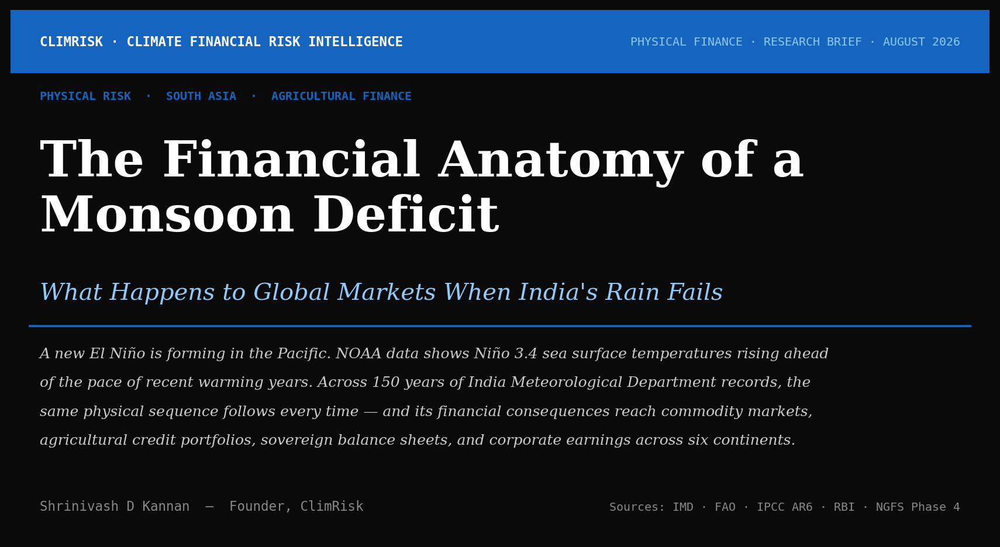 CLIMRISK · CLIMATE FINANCIAL RISK INTELLIGENCE
PHYSICAL FINANCE · RESEARCH BRIEF · AUGUST 2026
PHYSICAL RISK · SOUTH ASIA · AGRICULTURAL FINANCE
The Financial Anatomy of a
Monsoon Deficit
What Happens to Global Markets When India's Rain Fails
A new El Niño is forming in the Pacific. NOAA data shows Niño 3.4 sea surface temperatures rising ahead
of the pace of recent warming years. Across 150 years of India Meteorological Department records, the
same physical sequence follows every time — and its financial consequences reach commodity markets,
agricultural credit portfolios, sovereign balance sheets, and corporate earnings across six continents.
Shrinivash D Kannan — Founder, ClimRisk
Sources: IMD · FAO · IPCC AR6 · RBI · NGFS Phase 4